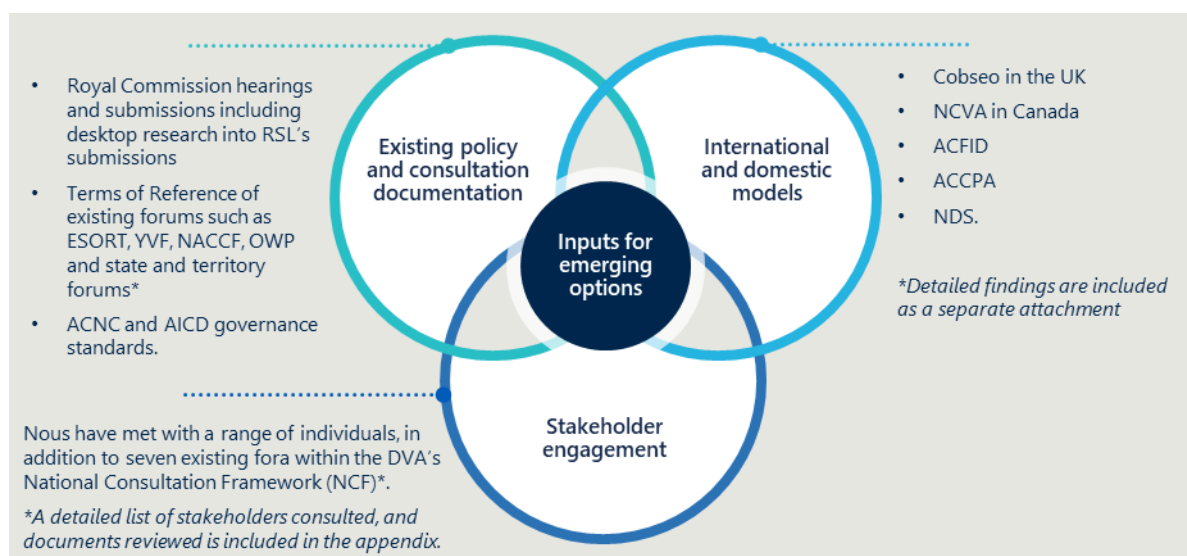 • Royal Commission hearings
and submissions including
desktop research into RSL's
submissions
• Terms of Reference of
existing forums such as
ESORT, YVF, NACCF, OWP
and state and territory
forums*
• ACNC and AICD governance
standards.
Existing policy
and consultation
documentation
International
and domestic
models
Inputs for
emerging
options
Stakeholder
engagement
• Cobseo in the UK
• NCVA in Canada
• ACFID
• ACCPA
• NDS.
*Detailed findings are included
as a separate attachment
Nous have met with a range of individuals, in
addition to seven existing fora within the DVA's
National Consultation Framework (NCF)*.
*A detailed list of stakeholders consulted, and
documents reviewed is included in the appendix.